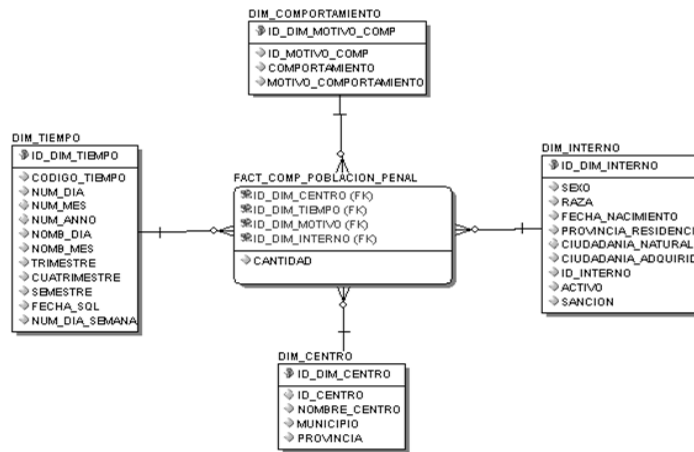 DIM_COMPORTAMIENTO
ID_DIM_MOTIVO_COMP
ID_MOTIVO_COMP
COMPORTAMIENTO
MOTIVO_COMPORTAMIENTO
DIM_TIEMPO
ID_DIM_TIEMPO
CODIGO_TIEMPO
NUM_DIA
NUM_MES
NUM_ANNO
NOMB_DIA
NOMB_MES
TRIMESTRE
CUATRIMESTRE
SEMESTRE
FECHA_SQL
NUM_DIA_SEMANA
FACT_COMP_POBLACION_PENAL
ID_DIM_CENTRO (FK)
ID_DIM_TIEMPO (FK)
ID_DIM_MOTIVO (FK)
ID_DIM_INTERNO (FK)
CANTIDAD
DIM_INTERNO
ID_DIM_INTERNO
SEXO
RAZA
FECHA_NACIMIENTO
PROVINCIA_RESIDENCI
CIUDADANIA_NATURAL
CIUDADANIA_ADQUIRID
ID_INTERNO
ACTIVO
SANCION
DIM_CENTRO
ID_DIM_CENTRO
ID_CENTRO
NOMBRE_CENTRO
MUNICIPIO
PROVINCIA